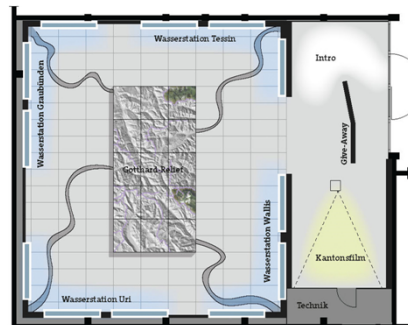 Wasserstation Tessin
Intro
Wasserstation Graubünden
Give-Away
Gotthard-Relief
Wasserstation Wallis
Kantonsfilm
Wasserstation Uri
Technik